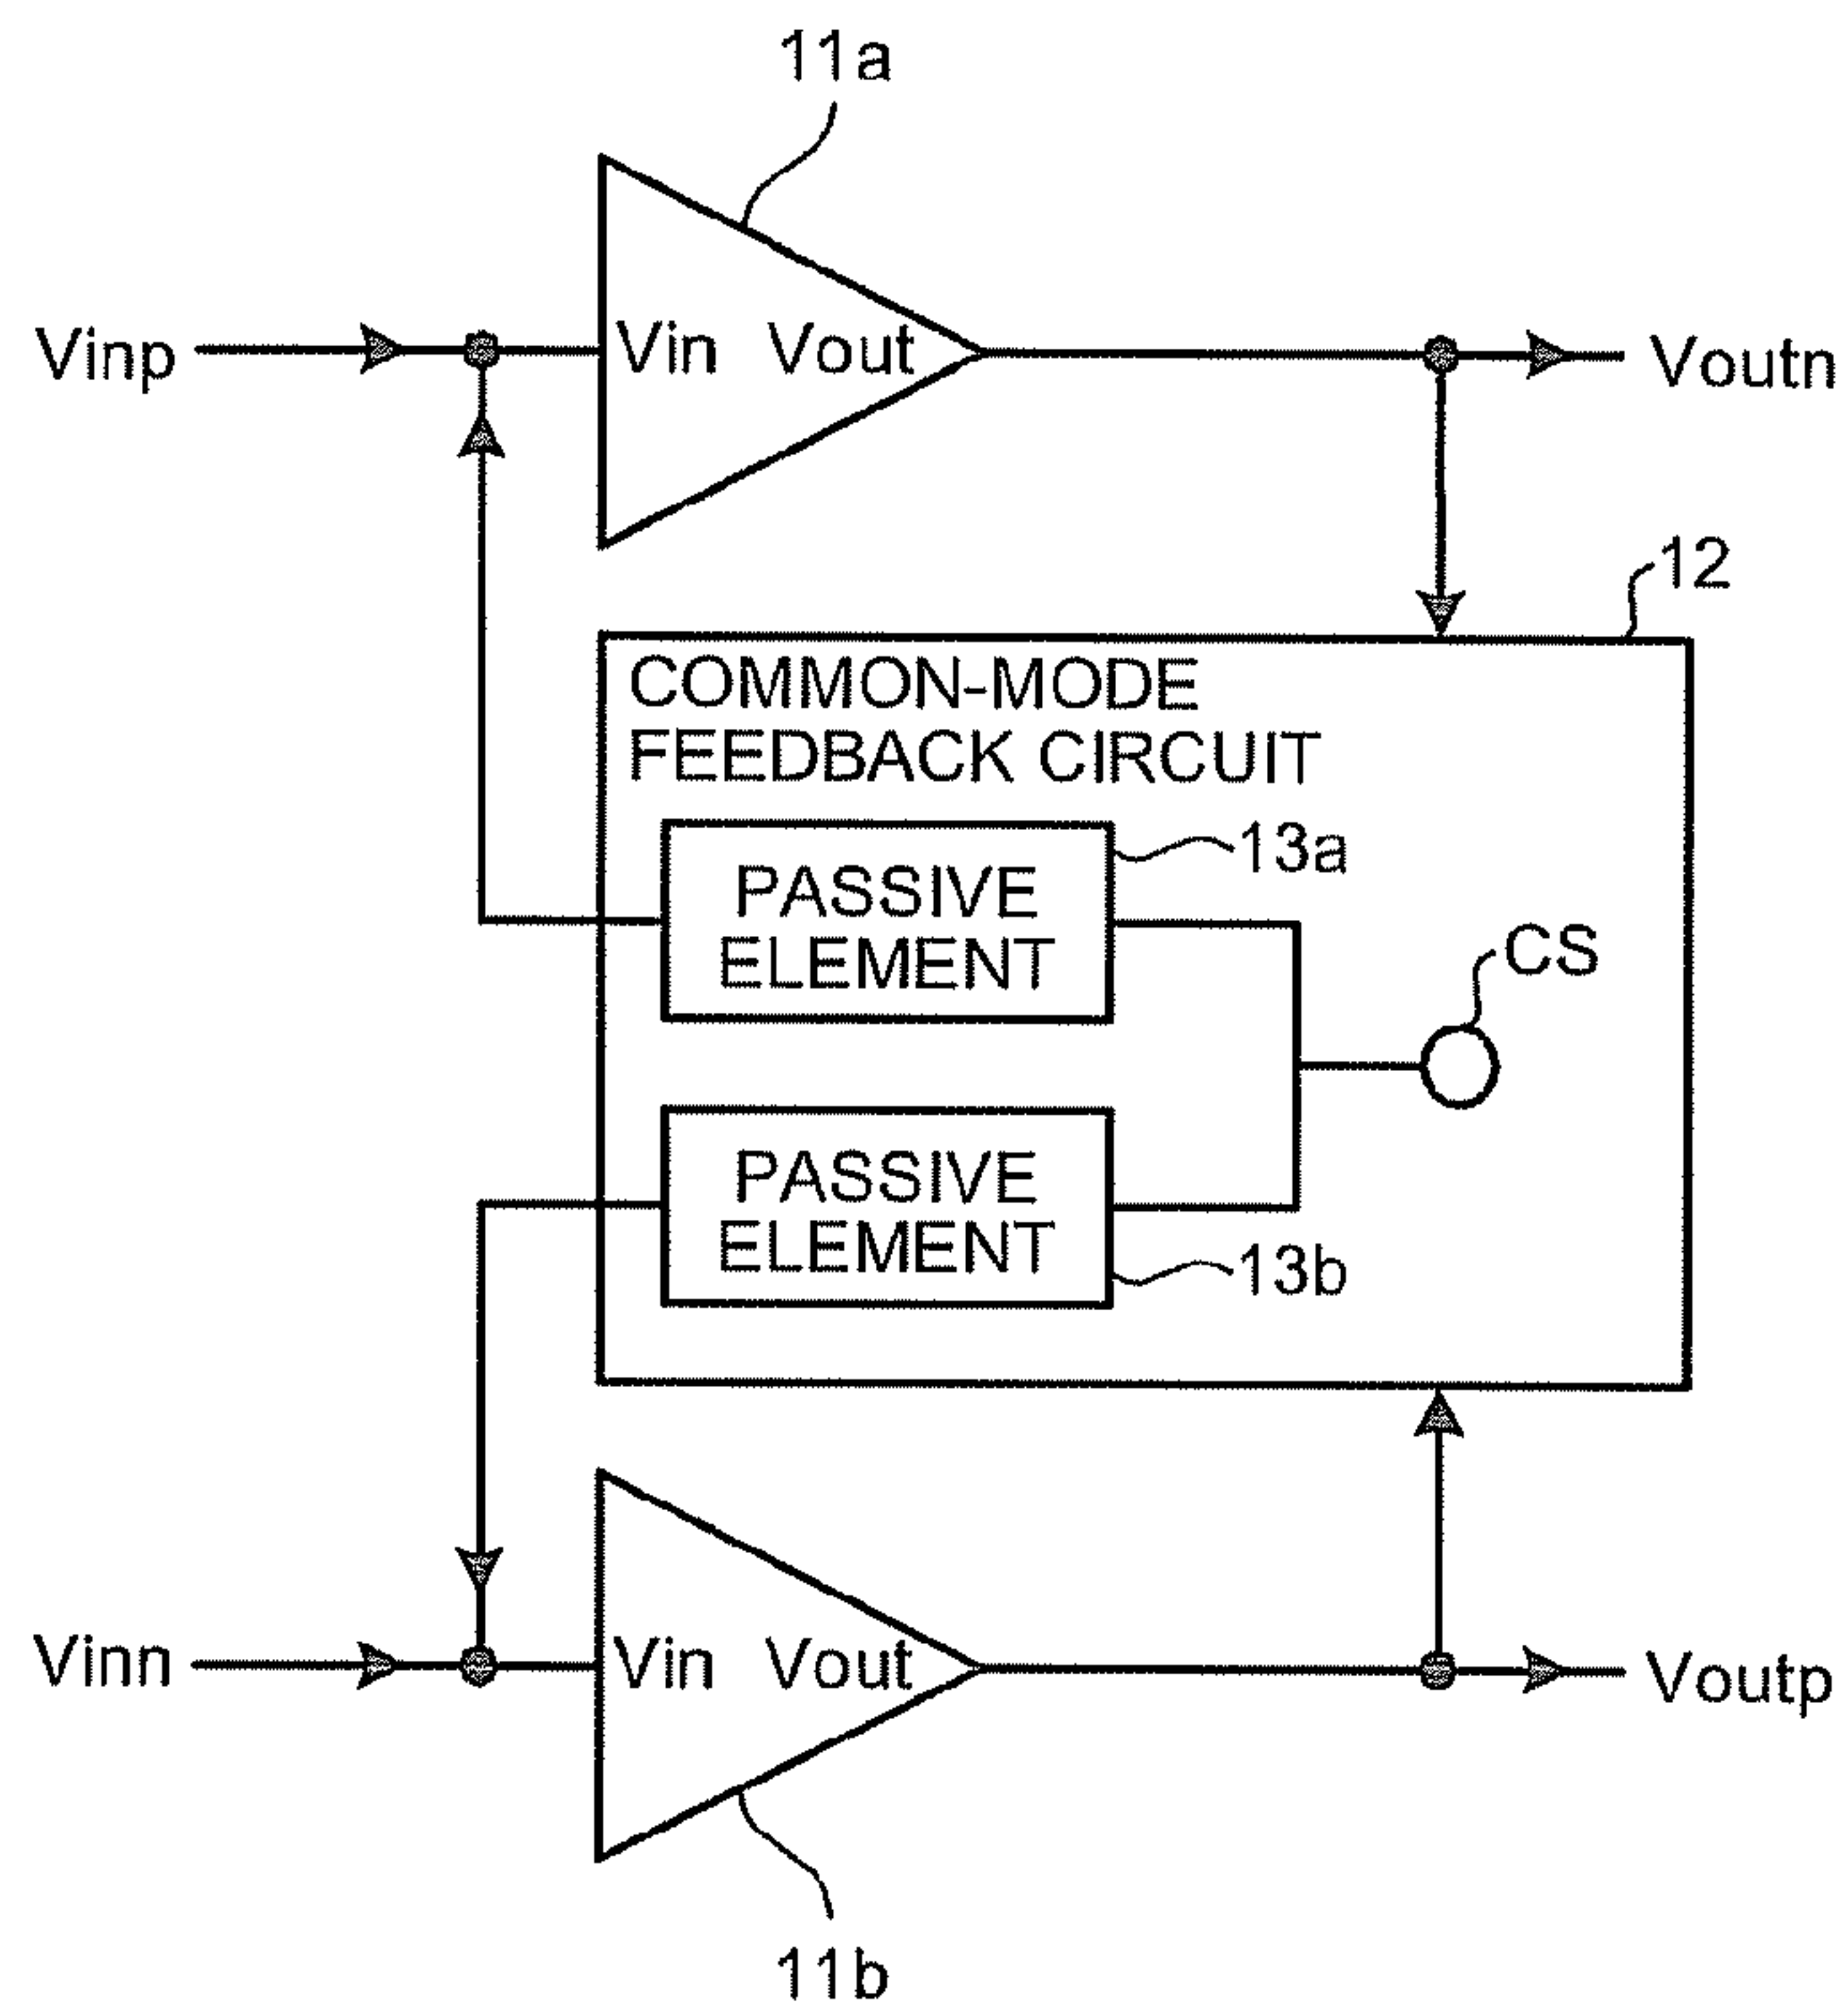 11a
Vinp
Vin Vout
Voutn
12
COMMON-MODE
FEEDBACK CIRCUIT
13a
PASSIVE
ELEMENT
CS
PASSIVE
ELEMENT
13b
Vinn
Vin Vout
Voutp
11b